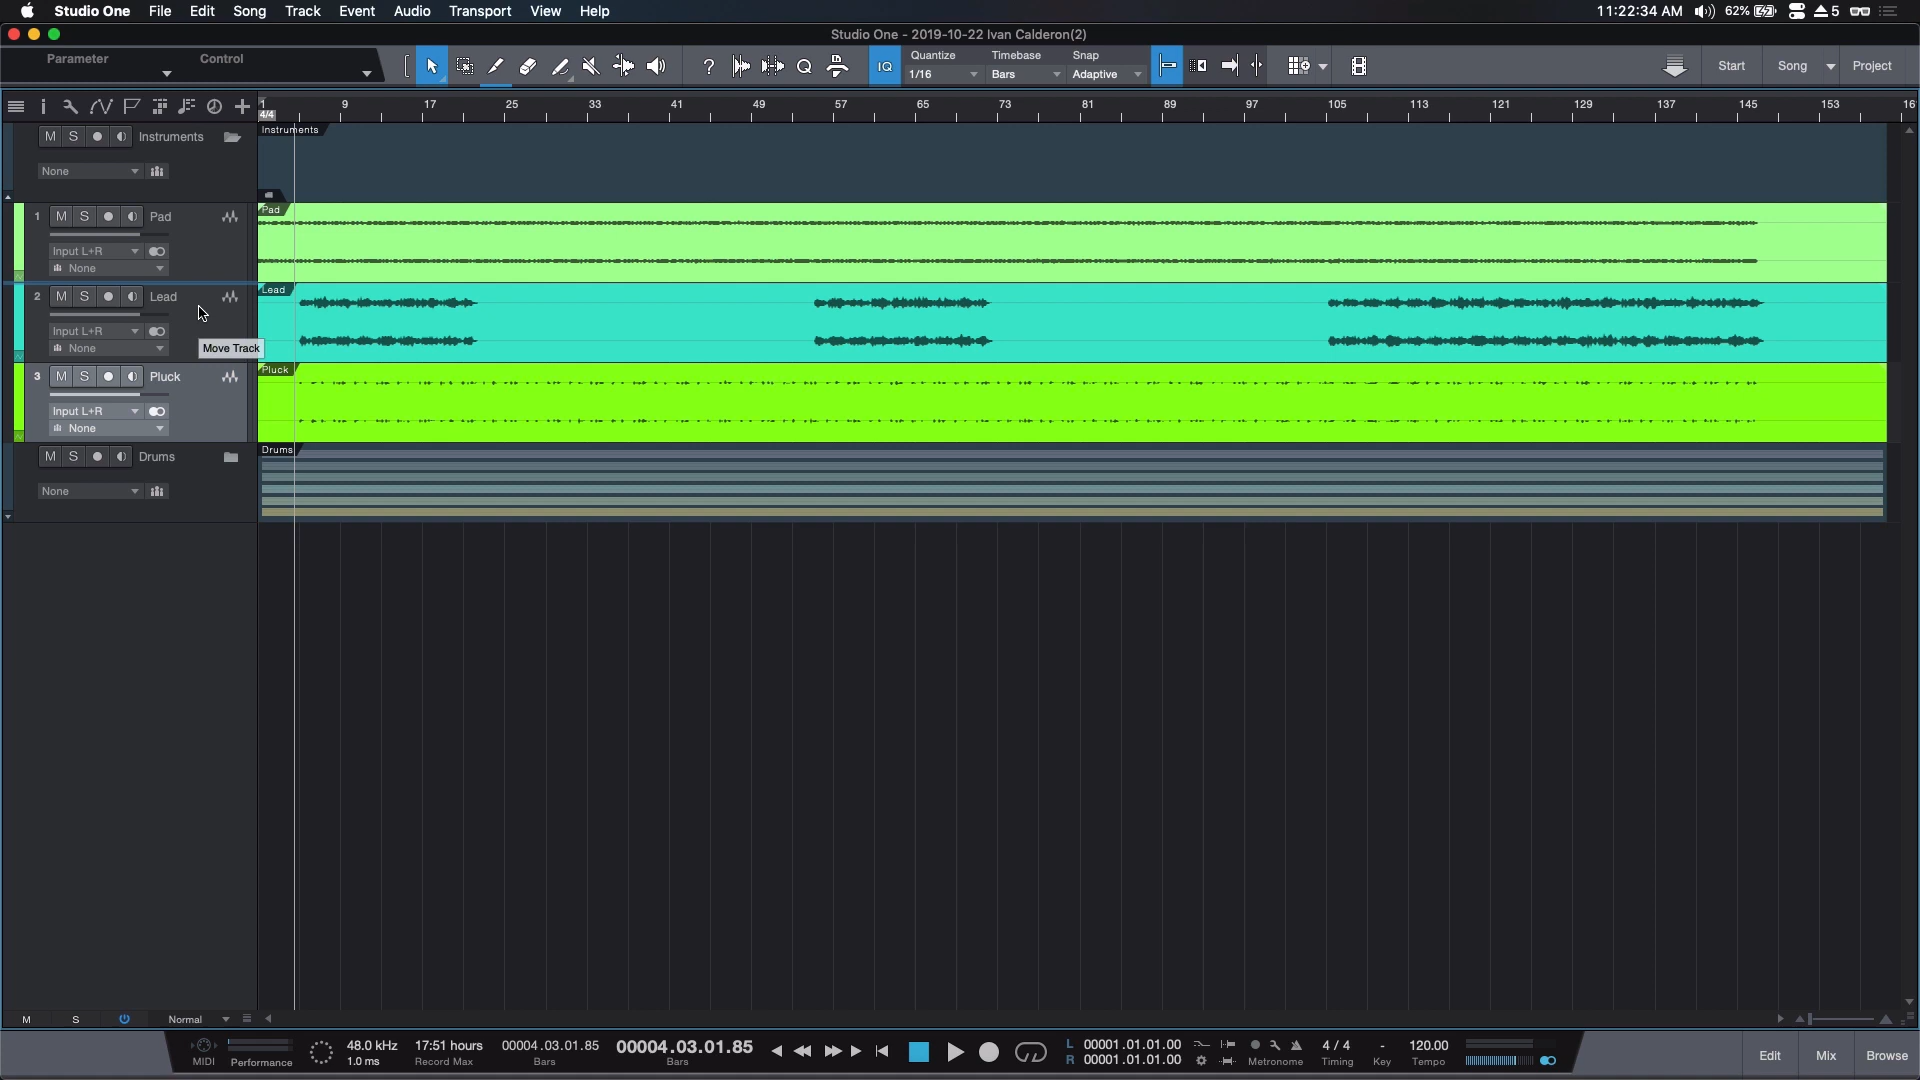 Studio One File Edit Song Track Event Audio Transport View Help 11:22:34 AM 62% 5
Studio One - 2019-10-22 Ivan Calderon(2)
Parameter Control
Quantize Timebase Snap
IQ 1/16 Bars Adaptive Start Song Project
1 9 17 25 33 41 49 57 65 73 81 89 97 105 113 121 129 137 145 153 16
4/4
M S Instruments
Instruments
None
1 M S Pad
Pad
Input L+R
None
2 M S Lead
Lead
Input L+R
None
Move Track
3 M S Pluck
Pluck
Input L+R
None
M S Drums
Drums
None
M S Normal
MIDI Performance
48.0 kHz
1.0 ms
17:51 hours
Record Max
00004.03.01.85
Bars
00004.03.01.85
Bars
L 00001.01.01.00
R 00001.01.01.00
Metronome
4 / 4
Timing
-
Key
120.00
Tempo
Edit Mix Browse